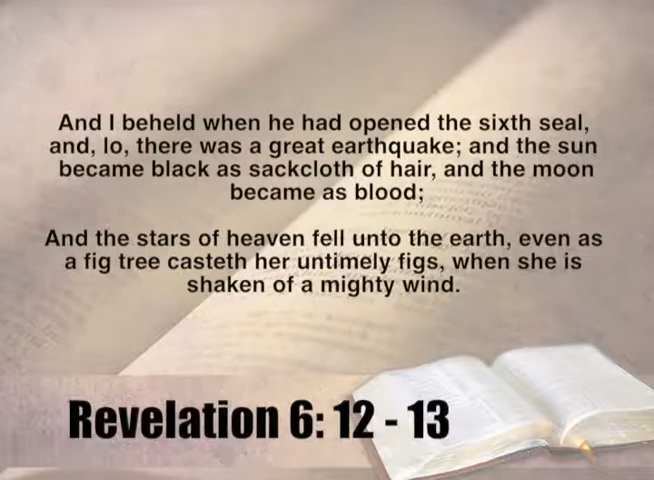 And I beheld when he had opened the sixth seal,
and, lo, there was a great earthquake; and the sun
became black as sackcloth of hair, and the moon
became as blood;
And the stars of heaven fell unto the earth, even as
a fig tree casteth her untimely figs, when she is
shaken of a mighty wind.
Revelation 6: 12 - 13